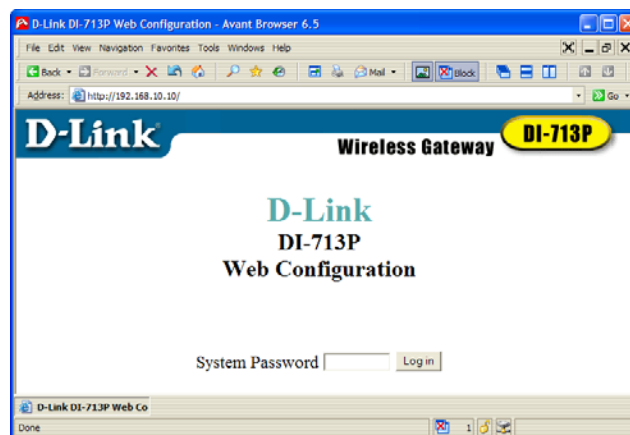 D-Link DI-713P Web Configuration - Avant Browser 6.5
File Edit View Navigation Favorites Tools Windows Help
Back Forward Mail Block
Address: http://192.168.10.10/ Go
D-Link
Wireless Gateway DI-713P
D-Link
DI-713P
Web Configuration
System Password Log in
D-Link DI-713P Web Co
Done 1